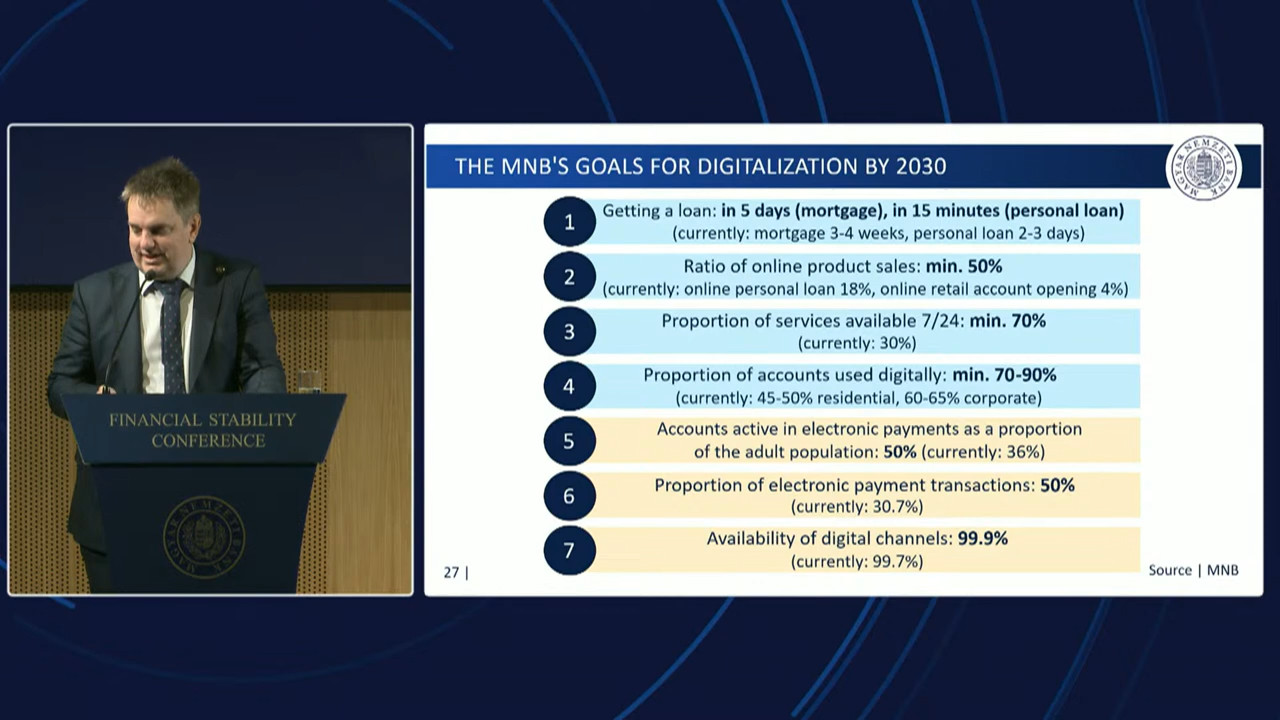 FINANCIAL STABILITY
CONFERENCE
MAGYAR NEMZETI BANK
THE MNB'S GOALS FOR DIGITALIZATION BY 2030
MAGYAR NEMZETI BANK
1
Getting a loan: in 5 days (mortgage), in 15 minutes (personal loan)
(currently: mortgage 3-4 weeks, personal loan 2-3 days)
2
Ratio of online product sales: min. 50%
(currently: online personal loan 18%, online retail account opening 4%)
3
Proportion of services available 7/24: min. 70%
(currently: 30%)
4
Proportion of accounts used digitally: min. 70-90%
(currently: 45-50% residential, 60-65% corporate)
5
Accounts active in electronic payments as a proportion
of the adult population: 50% (currently: 36%)
6
Proportion of electronic payment transactions: 50%
(currently: 30.7%)
7
Availability of digital channels: 99.9%
(currently: 99.7%)
27 |
Source | MNB